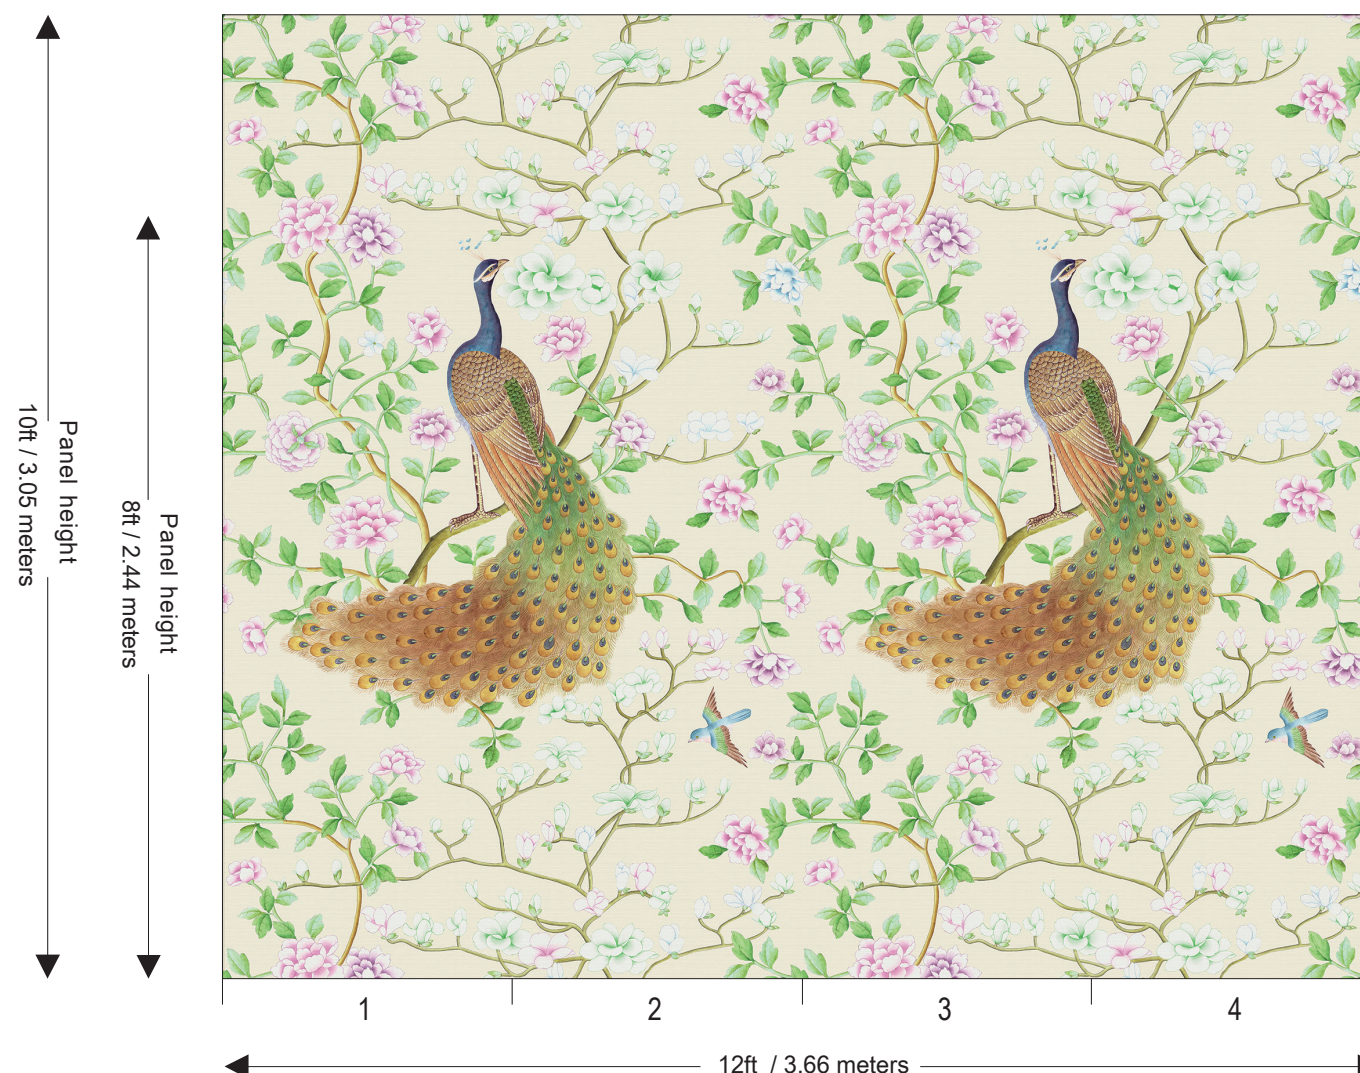 Panel height
10ft / 3.05 meters
Panel height
8ft / 2.44 meters
1 2 3 4
12ft / 3.66 meters